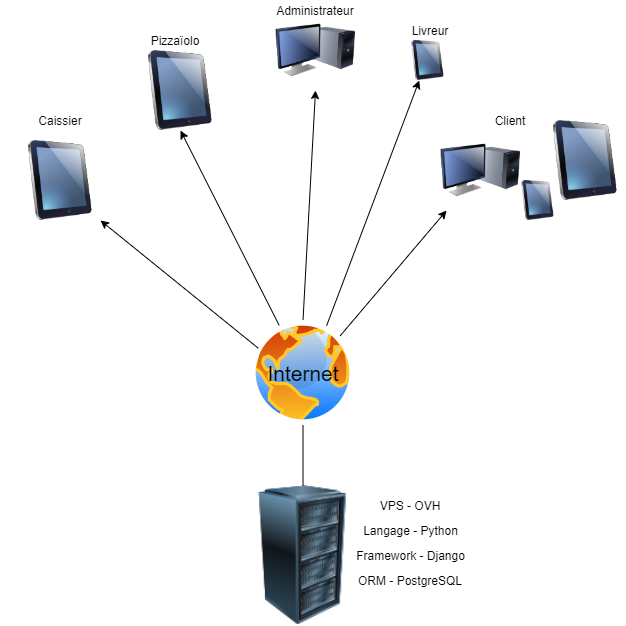 Administrateur
Livreur
Pizzaïolo
Caissier
Client
Internet
VPS - OVH
Langage - Python
Framework - Django
ORM - PostgreSQL